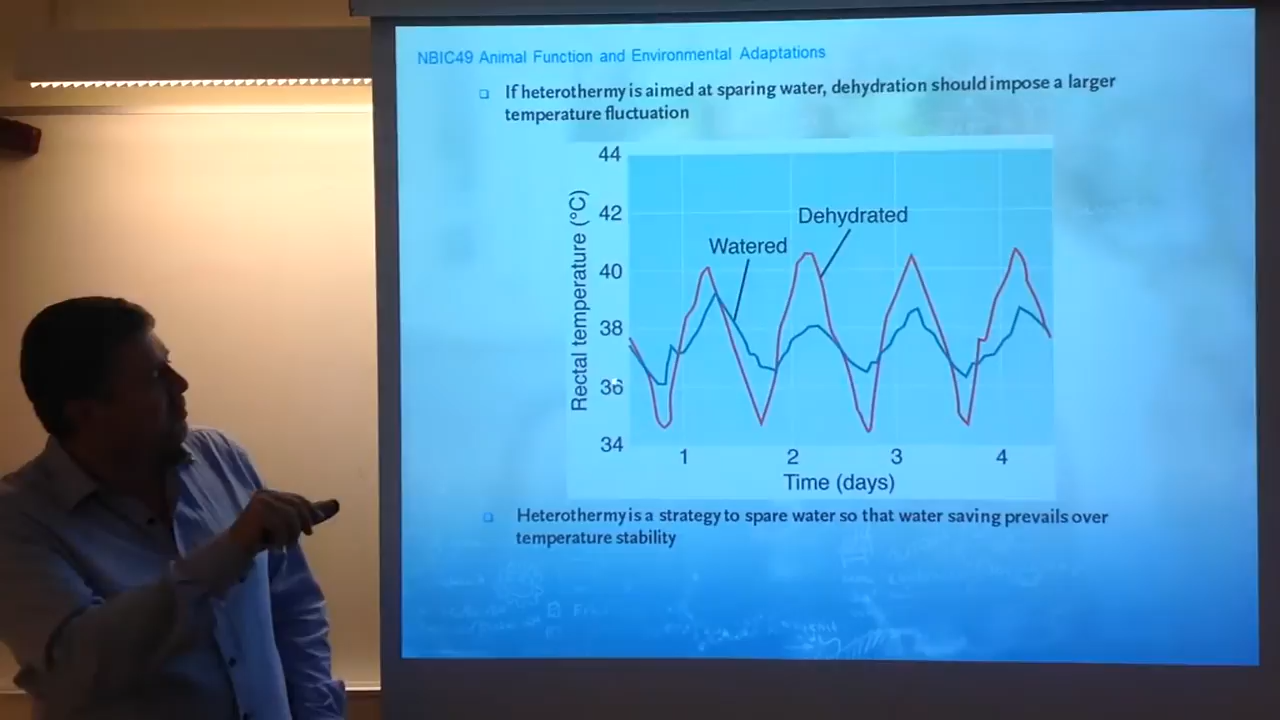 NBIC49 Animal Function and Environmental Adaptations
If heterothermy is aimed at sparing water, dehydration should impose a larger
temperature fluctuation
44
42
40
38
36
34
Rectal temperature (°C)
Watered
Dehydrated
1 2 3 4
Time (days)
Heterothermy is a strategy to spare water so that water saving prevails over
temperature stability